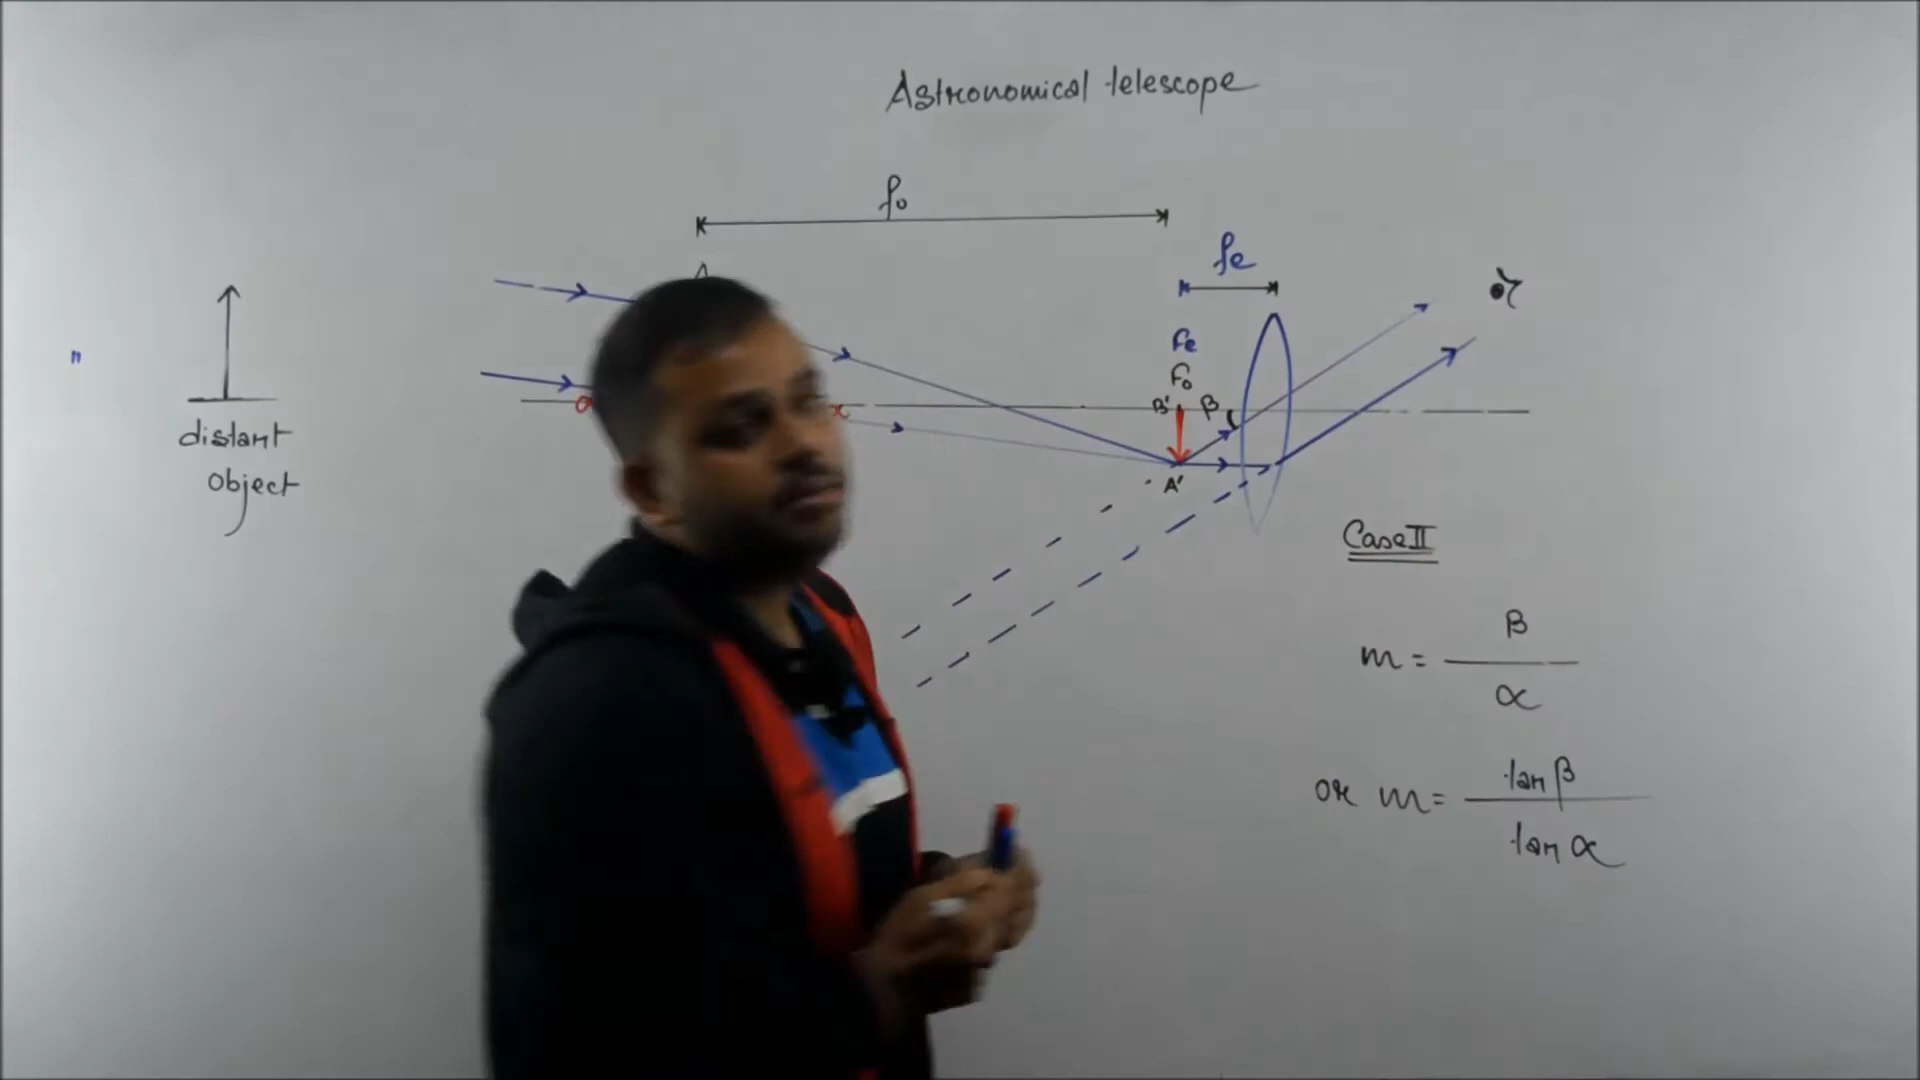 Astronomical telescope
fo
fe
Fe
Fo
B' β
A'
distant
object
Case II
m = β / α
or m = tan β / tan α